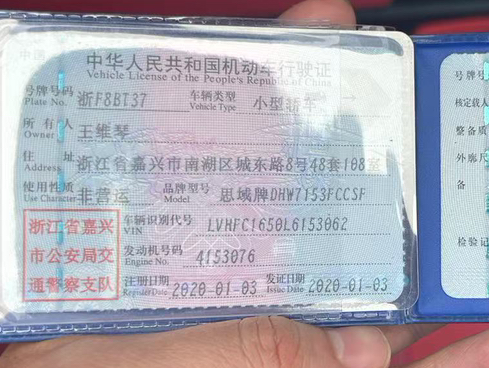 中华人民共和国机动车行驶证
Vehicle License of the People's Republic of China
号牌号码 浙F8BT37 车辆类型 小型轿车
Plate No. Vehicle Type
所有人 王维琴
Owner
住址 浙江省嘉兴市南湖区城东路8号48套108室
Address
使用性质 非营运 品牌型号 思域牌DHW7153FCCSF
Use Character Model
浙江省嘉兴
市公安局交
通警察支队
车辆识别代号 LVHFC1650L6153062
VIN
发动机号码 4153076
Engine No.
注册日期 2020-01-03 发证日期 2020-01-03
Register Date Issue Date
号牌号
核定载人
整备质
外廓尺
备
检验记